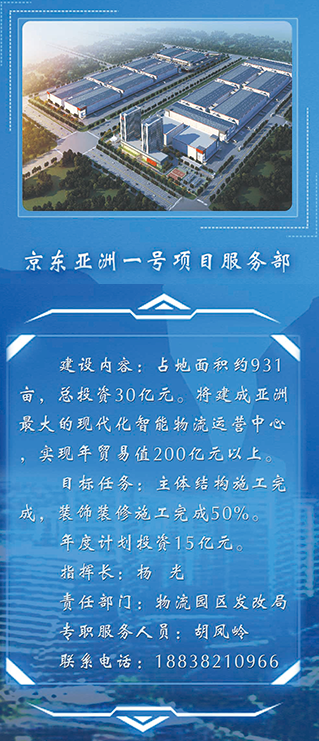 京东亚洲一号项目服务部
建设内容：占地面积约931
亩，总投资30亿元。将建成亚洲
最大的现代化智能物流运营中心
，实现年贸易值200亿元以上。
目标任务：主体结构施工完
成，装饰装修施工完成50%。
年度计划投资15亿元。
指挥长：杨 光
责任部门：物流园区发改局
专职服务人员：胡凤岭
联系电话：18838210966